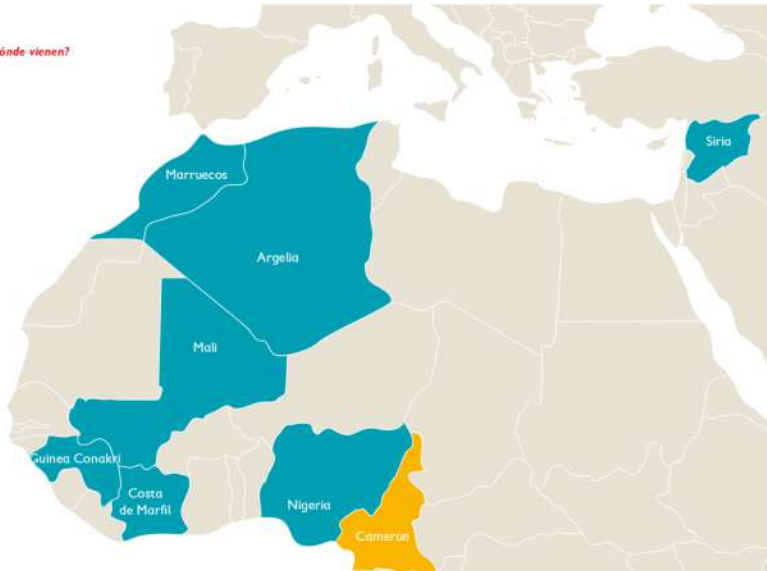 ónde vienen?
Siria
Marruecos
Argelia
Mali
Guinea Conakri
Costa
de Marfil
Nigeria
Camerún